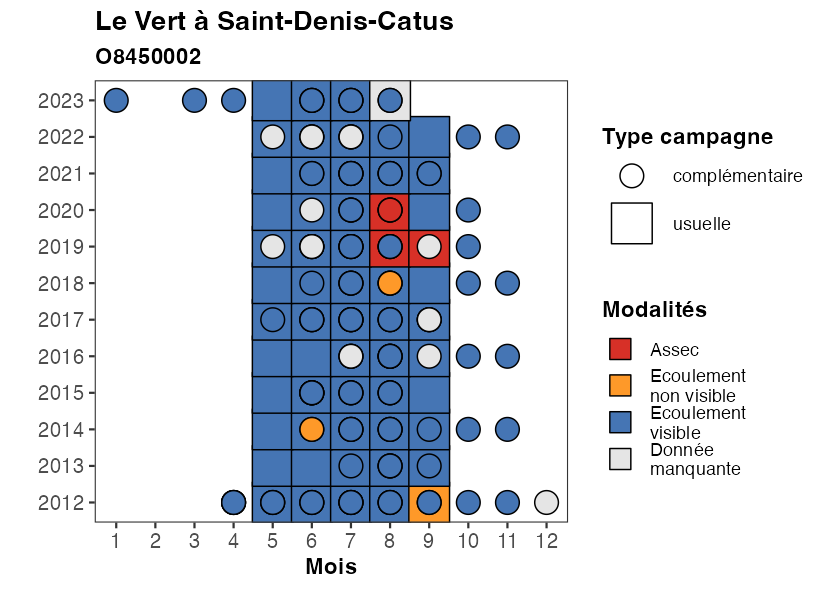 Le Vert à Saint-Denis-Catus
O8450002
2023
2022
2021
2020
2019
2018
2017
2016
2015
2014
2013
2012
1 2 3 4 5 6 7 8 9 10 11 12
Mois
Type campagne
complémentaire
usuelle
Modalités
Assec
Ecoulement
non visible
Ecoulement
visible
Donnée
manquante